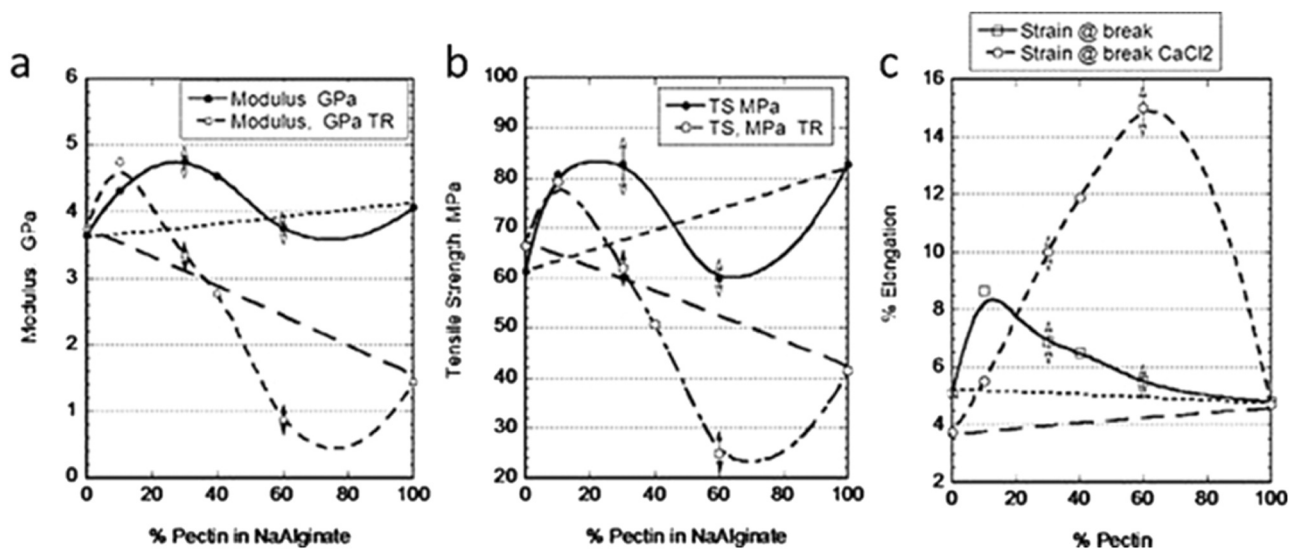 a
Modulus GPa
Modulus, GPa TR
6
5
4
3
2
1
0
Modulus GPa
0 20 40 60 80 100
% Pectin in NaAlginate
b
TS MPa
TS, MPa TR
100
90
80
70
60
50
40
30
20
Tensile Strength MPa
0 20 40 60 80 100
% Pectin in NaAlginate
c
Strain @ break
Strain @ break CaCl2
16
14
12
10
8
6
4
2
% Elongation
0 20 40 60 80 100
% Pectin